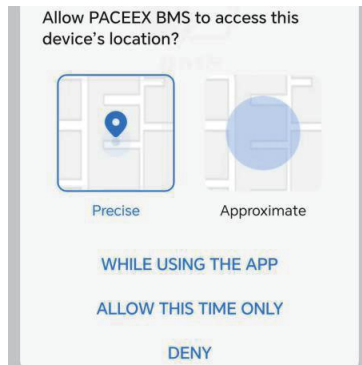 Allow PACEEX BMS to access this
device's location?
Precise
Approximate
WHILE USING THE APP
ALLOW THIS TIME ONLY
DENY